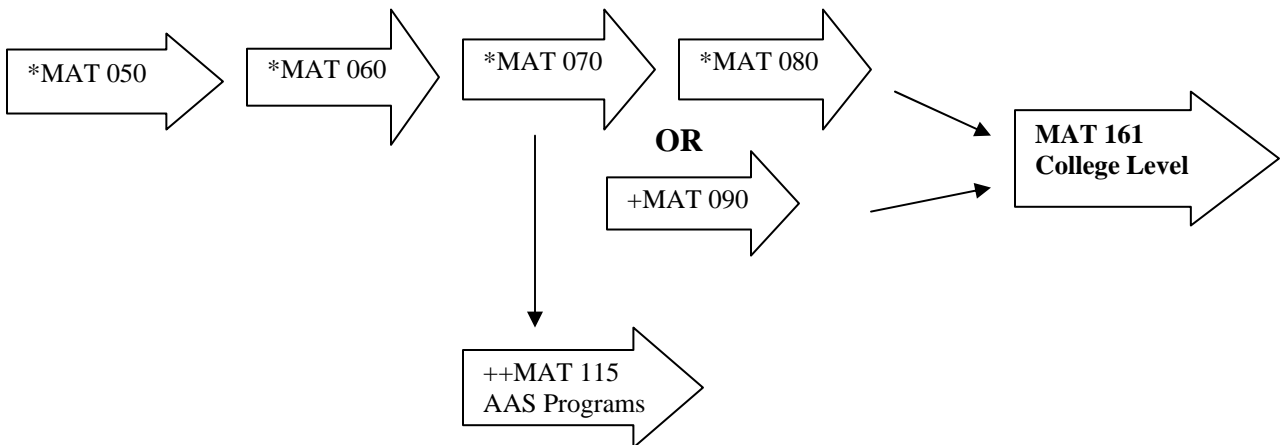 *MAT 050
*MAT 060
*MAT 070
*MAT 080
OR
+MAT 090
MAT 161
College Level
++MAT 115
AAS Programs